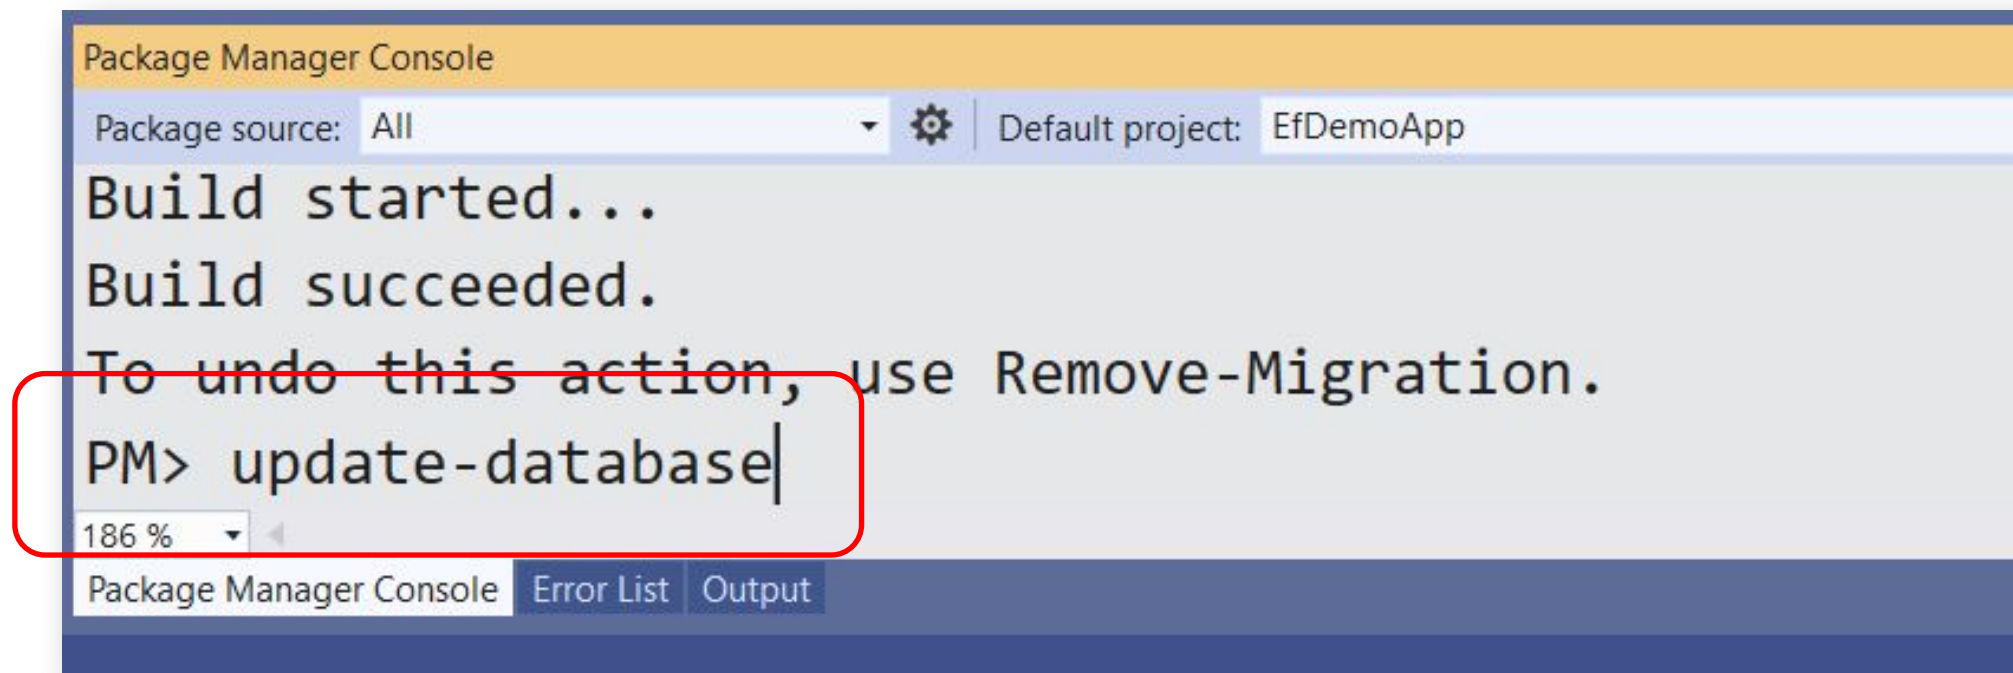 Package Manager Console
Package source: All Default project: EfDemoApp
Build started...
Build succeeded.
To undo this action, use Remove-Migration.
PM> update-database
186 %
Package Manager Console Error List Output